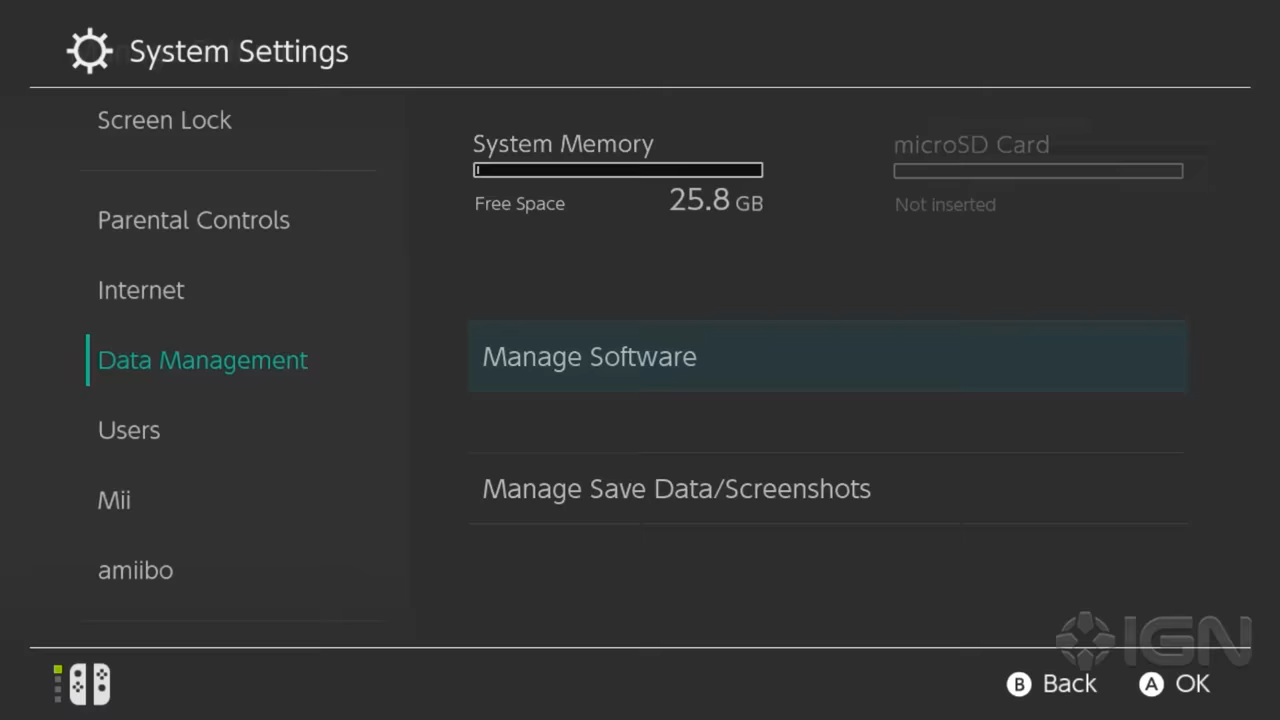 System Settings
Screen Lock
Parental Controls
Internet
Data Management
Users
Mii
amiibo
System Memory
Free Space 25.8 GB
microSD Card
Not inserted
Manage Software
Manage Save Data/Screenshots
IGN
B Back A OK